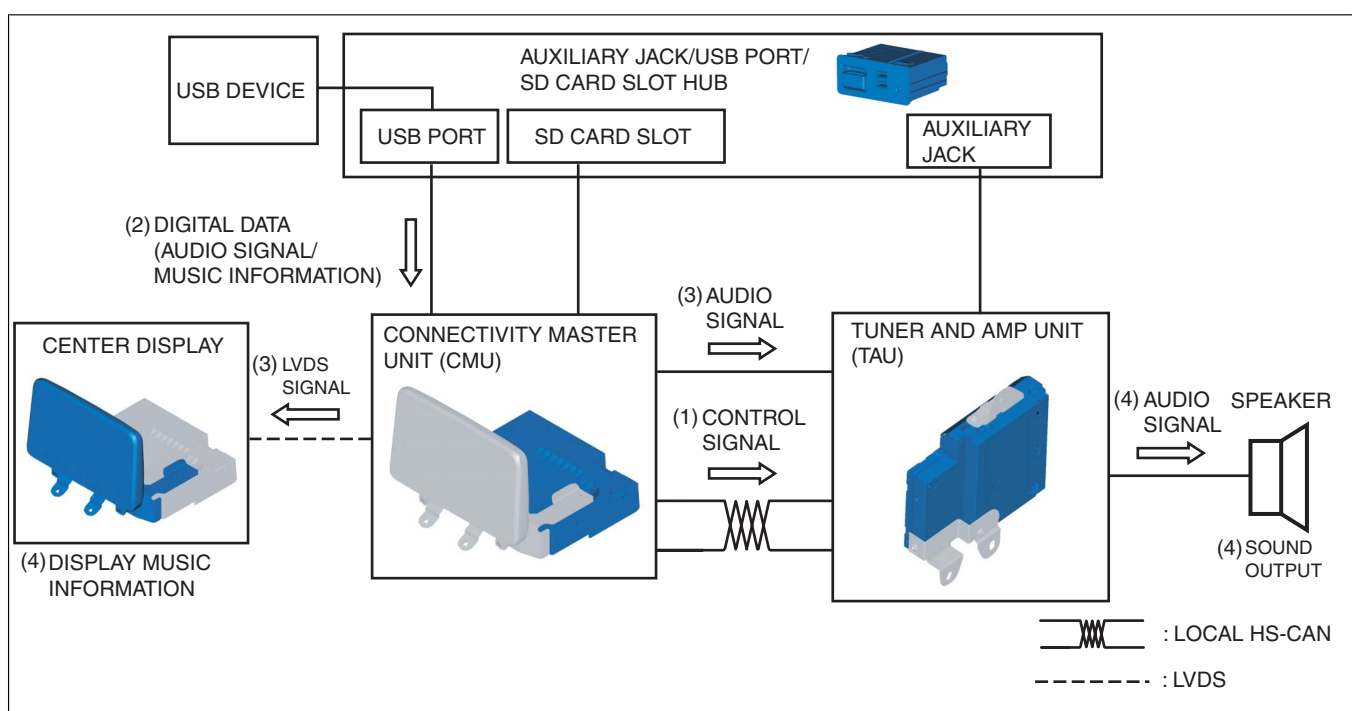 AUXILIARY JACK/USB PORT/
SD CARD SLOT HUB
USB DEVICE
USB PORT
SD CARD SLOT
AUXILIARY
JACK
(2) DIGITAL DATA
(AUDIO SIGNAL/
MUSIC INFORMATION)
CENTER DISPLAY
(3) LVDS
SIGNAL
CONNECTIVITY MASTER
UNIT (CMU)
(3) AUDIO
SIGNAL
(1) CONTROL
SIGNAL
TUNER AND AMP UNIT
(TAU)
(4) AUDIO
SIGNAL
SPEAKER
(4) SOUND
OUTPUT
(4) DISPLAY MUSIC
INFORMATION
: LOCAL HS-CAN
: LVDS